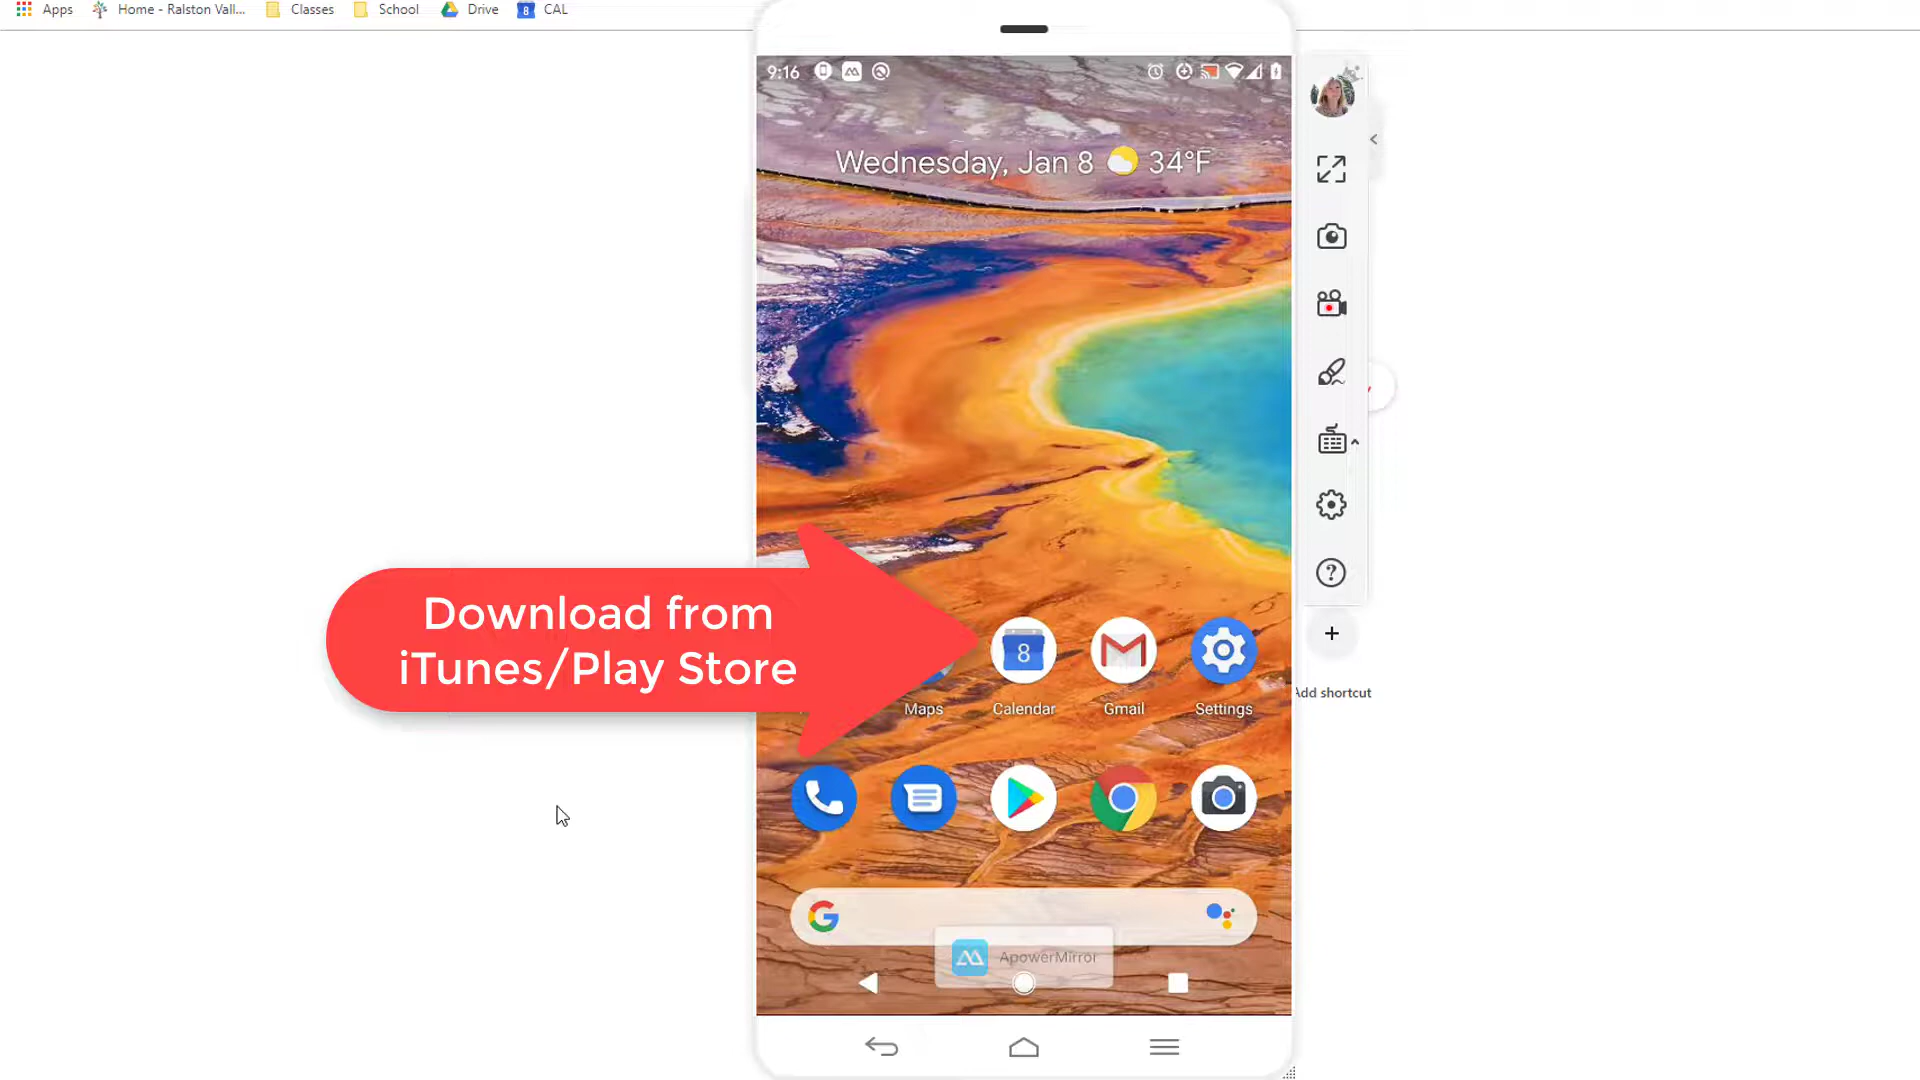 Apps
Home - Ralston Vall...
Classes
School
Drive
8
CAL
9:16
Wednesday, Jan 8 34°F
Download from
iTunes/Play Store
8
Maps
Calendar
Gmail
Settings
Add shortcut
ApowerMirror